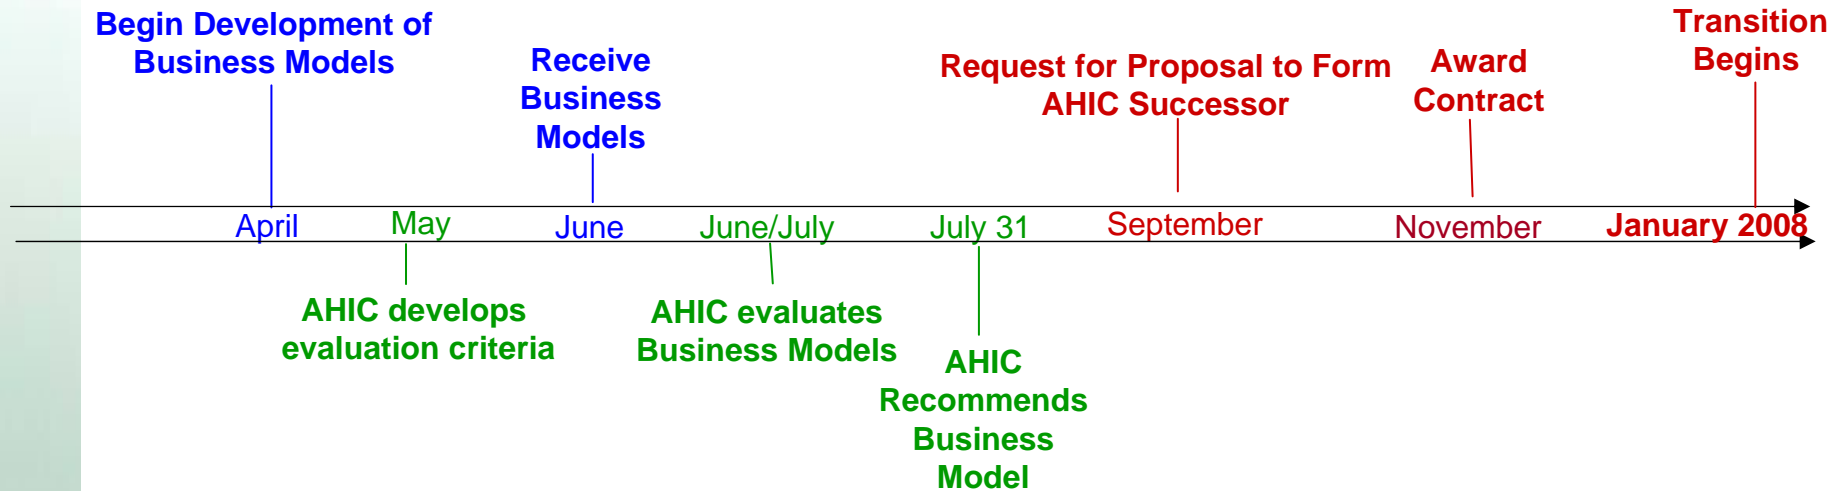 Begin Development of
Business Models
Receive
Business
Models
Request for Proposal to Form
AHIC Successor
Award
Contract
Transition
Begins
April
May
June
June/July
July 31
September
November
January 2008
AHIC develops
evaluation criteria
AHIC evaluates
Business Models
AHIC
Recommends
Business
Model